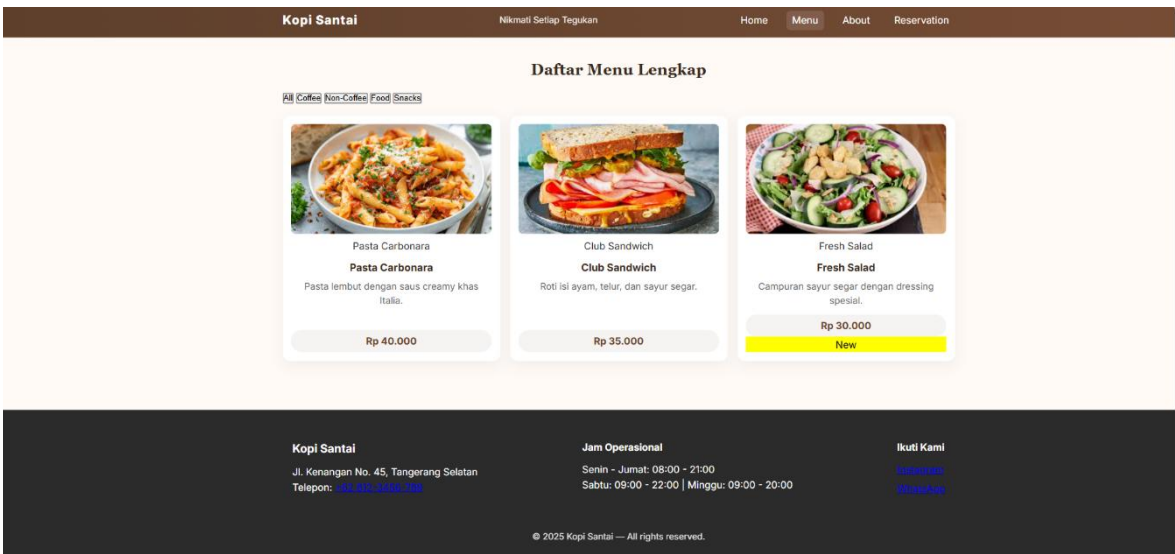 Kopi Santai
Nikmati Setiap Tegukan
Home
Menu
About
Reservation
Daftar Menu Lengkap
All
Coffee
Non-Coffee
Food
Snacks
Pasta Carbonara
Pasta Carbonara
Pasta lembut dengan saus creamy khas
Italia.
Rp 40.000
Club Sandwich
Club Sandwich
Roti isi ayam, telur, dan sayur segar.
Rp 35.000
Fresh Salad
Fresh Salad
Campuran sayur segar dengan dressing
spesial.
Rp 30.000
New
Kopi Santai
Jl. Kenangan No. 45, Tangerang Selatan
Telepon:
Jam Operasional
Senin - Jumat: 08:00 - 21:00
Sabtu: 09:00 - 22:00 | Minggu: 09:00 - 20:00
Ikuti Kami
Instagram
WhatsApp
© 2025 Kopi Santai — All rights reserved.